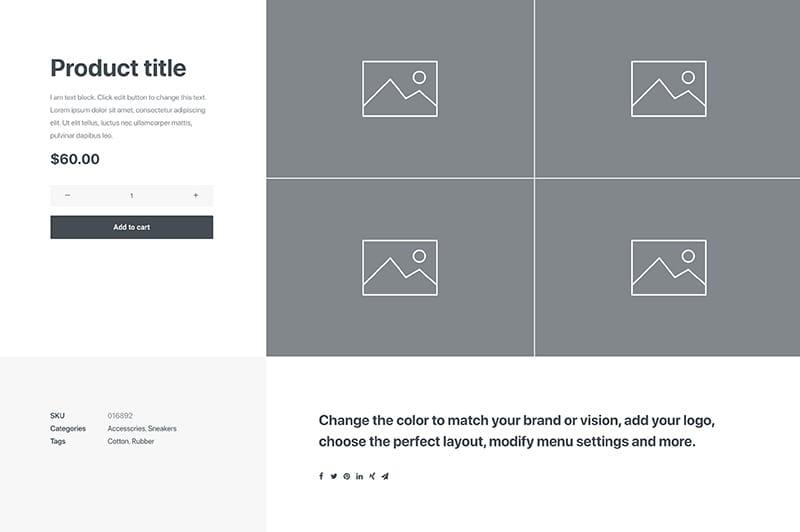 Product title
I am text block. Click edit button to change this text.
Lorem ipsum dolor sit amet, consectetur adipiscing
elit. Ut elit tellus, luctus nec ullamcorper mattis,
pulvinar dapibus leo.
$60.00
− 1 +
Add to cart
SKU 016892
Categories Accessories, Sneakers
Tags Cotton, Rubber
Change the color to match your brand or vision, add your logo,
choose the perfect layout, modify menu settings and more.